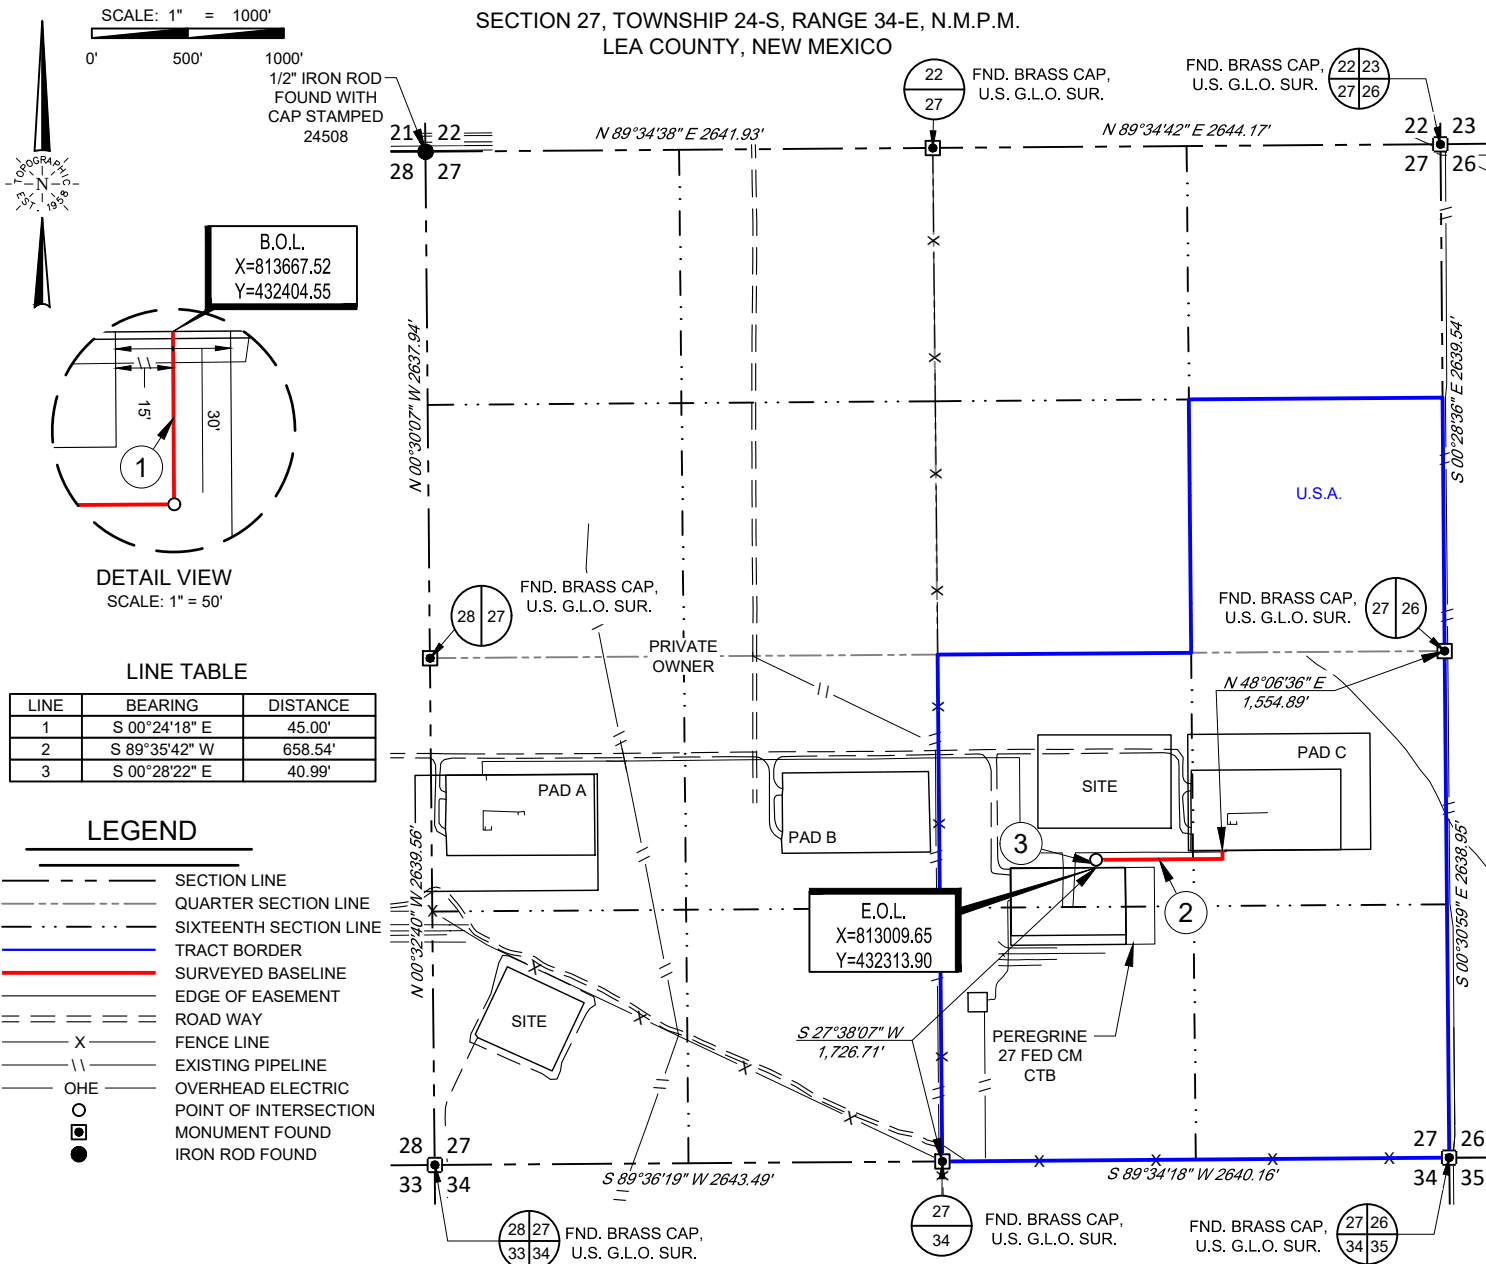 SCALE: 1" = 1000'
0' 500' 1000'
SECTION 27, TOWNSHIP 24-S, RANGE 34-E, N.M.P.M.
LEA COUNTY, NEW MEXICO
1/2" IRON ROD
FOUND WITH
CAP STAMPED
24508
22
27
FND. BRASS CAP,
U.S. G.L.O. SUR.
FND. BRASS CAP,
U.S. G.L.O. SUR.
22 23
27 26
21 22
28 27
N 89°34'38" E 2641.93'
N 89°34'42" E 2644.17'
22 23
27 26
TOPOGRAPHIC
N
EST. 1958
B.O.L.
X=813667.52
Y=432404.55
15'
30'
1
DETAIL VIEW
SCALE: 1" = 50'
N 00°30'07" W 2637.94'
S 00°28'36" E 2639.54'
U.S.A.
28 27
FND. BRASS CAP,
U.S. G.L.O. SUR.
FND. BRASS CAP,
U.S. G.L.O. SUR.
27 26
PRIVATE
OWNER
N 48°06'36" E
1,554.89'
LINE TABLE
LINE BEARING DISTANCE
1 S 00°24'18" E 45.00'
2 S 89°35'42" W 658.54'
3 S 00°28'22" E 40.99'
PAD A
PAD B
SITE
PAD C
3
2
E.O.L.
X=813009.65
Y=432313.90
N 00°32'40" W 2639.56'
S 00°30'59" E 2638.95'
LEGEND
SECTION LINE
QUARTER SECTION LINE
SIXTEENTH SECTION LINE
TRACT BORDER
SURVEYED BASELINE
EDGE OF EASEMENT
ROAD WAY
X FENCE LINE
\\ EXISTING PIPELINE
OHE OVERHEAD ELECTRIC
POINT OF INTERSECTION
MONUMENT FOUND
IRON ROD FOUND
SITE
S 27°38'07" W
1,726.71'
PEREGRINE
27 FED CM
CTB
28 27
33 34
27 26
34 35
S 89°36'19" W 2643.49'
S 89°34'18" W 2640.16'
28 27
33 34
FND. BRASS CAP,
U.S. G.L.O. SUR.
27
34
FND. BRASS CAP,
U.S. G.L.O. SUR.
FND. BRASS CAP,
U.S. G.L.O. SUR.
27 26
34 35